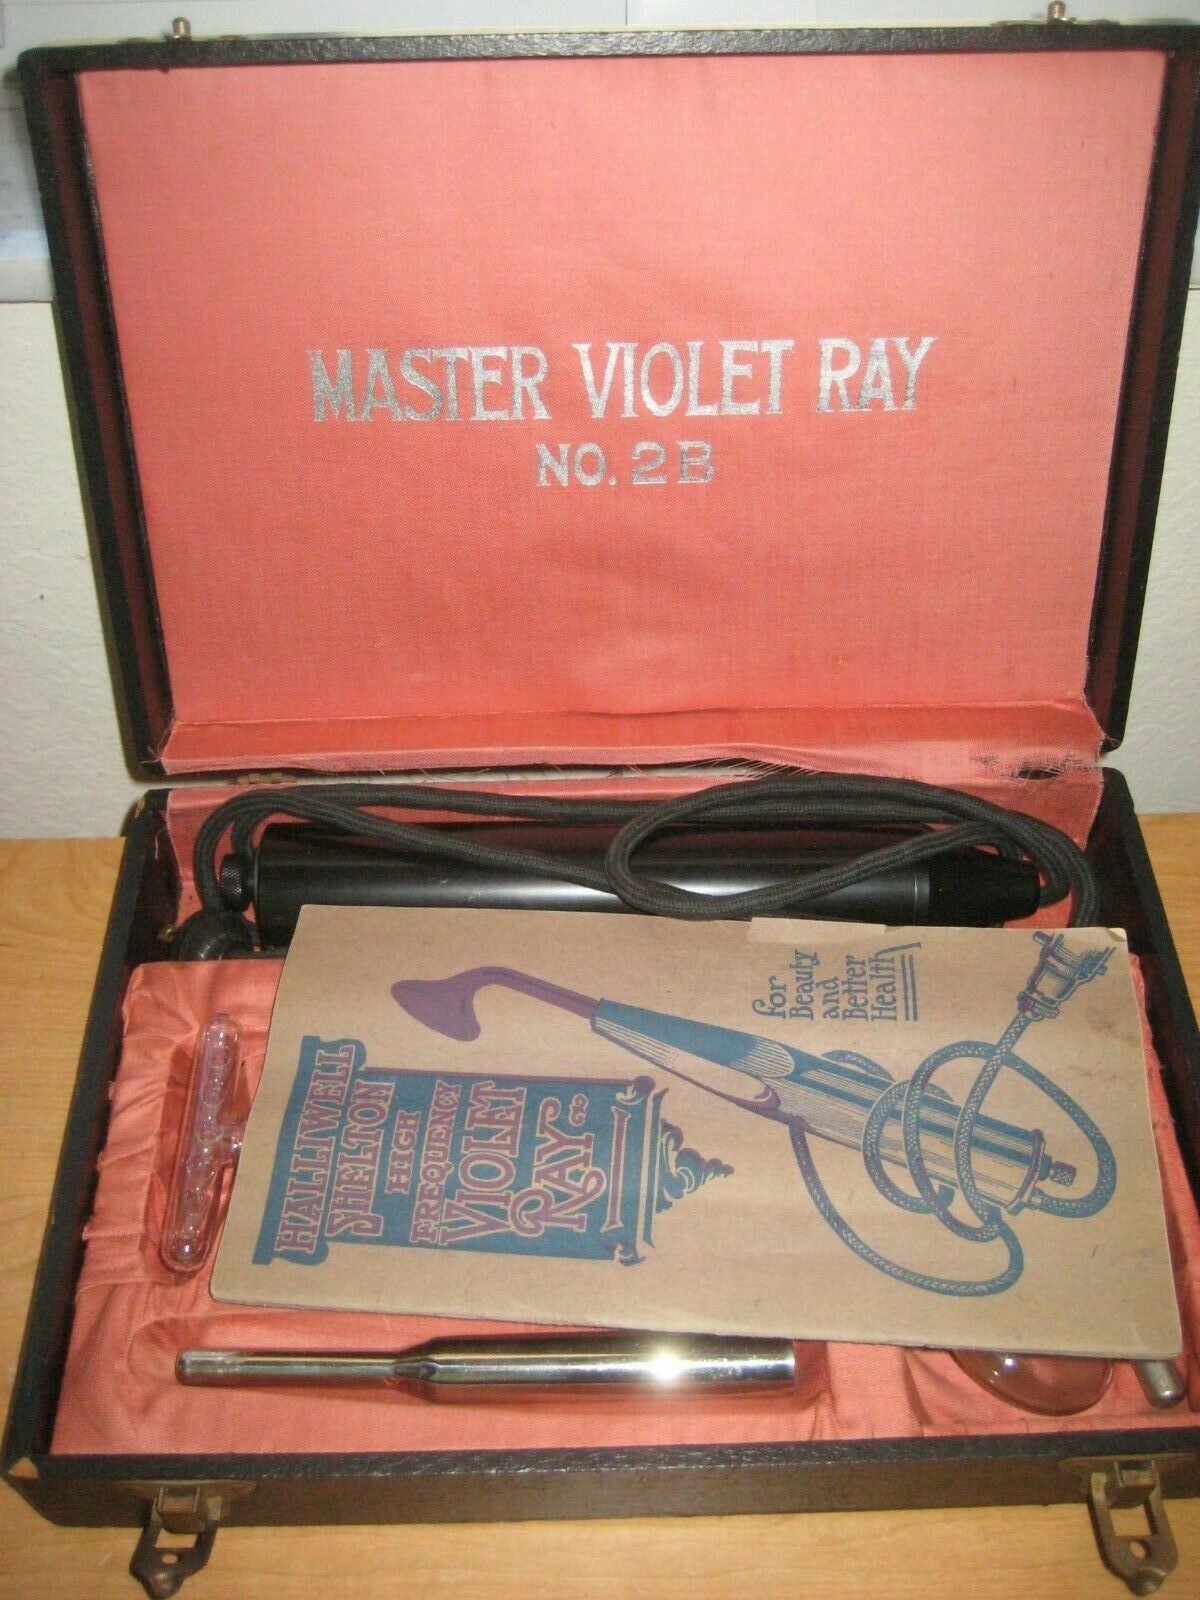 MASTER VIOLET RAY
NO. 2B
for
Beauty
and
Better
Health
HALLIWELL
SHELTON
HIGH
FREQUENCY
VIOLET
RAY